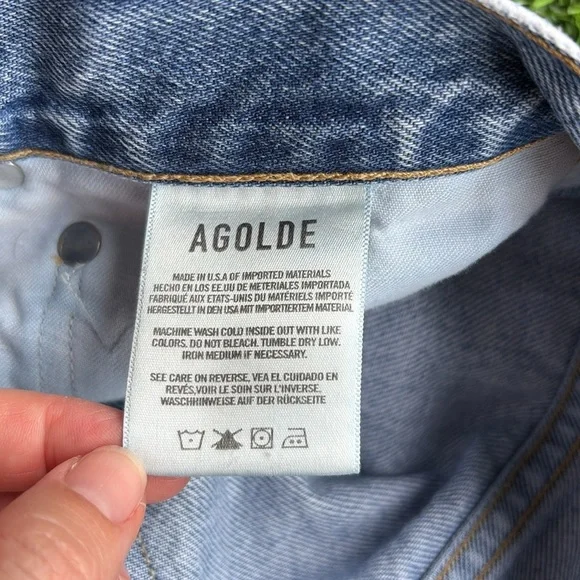 AGOLDE
MADE IN U.S.A OF IMPORTED MATERIALS
HECHO EN LOS EE.UU DE METERIALES IMPORTADA
FABRIQUÉ AUX ETATS-UNIS DU MATÉRIELS IMPORTÉ
HERGESTELLT IN DEN USA MIT IMPORTIERTEM MATERIAL
MACHINE WASH COLD INSIDE OUT WITH LIKE
COLORS. DO NOT BLEACH. TUMBLE DRY LOW.
IRON MEDIUM IF NECESSARY.
SEE CARE ON REVERSE, VEA EL CUIDADO EN
REVÉS,VOIR LE SOIN SUR L'INVERSE.
WASCHHINWEISE AUF DER RÜCKSEITE